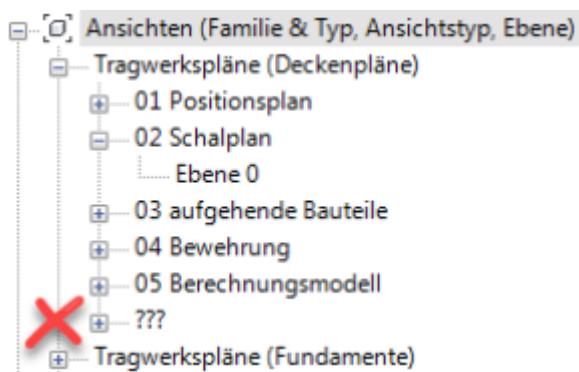 Ansichten (Familie & Typ, Ansichtstyp, Ebene)
Tragwerkspläne (Deckenpläne)
01 Positionsplan
02 Schalplan
Ebene 0
03 aufgehende Bauteile
04 Bewehrung
05 Berechnungsmodell
???
Tragwerkspläne (Fundamente)